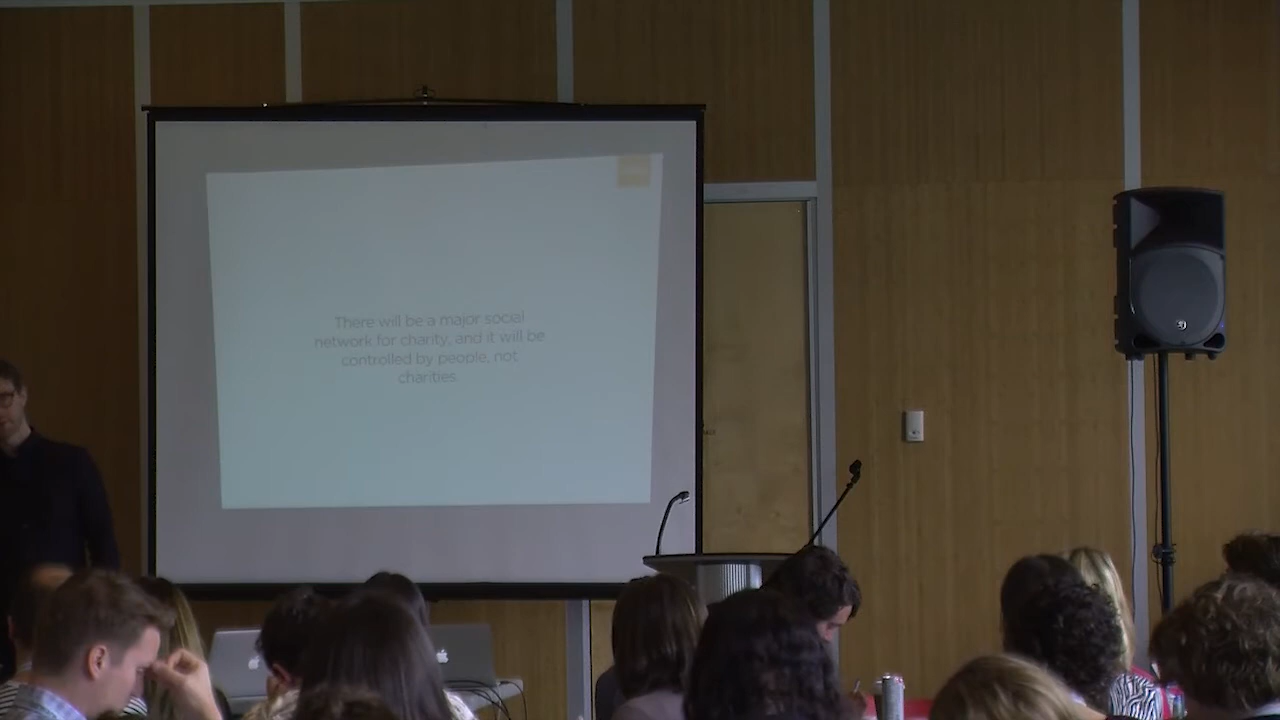 There will be a major social
network for charity, and it will be
controlled by people, not
charities.